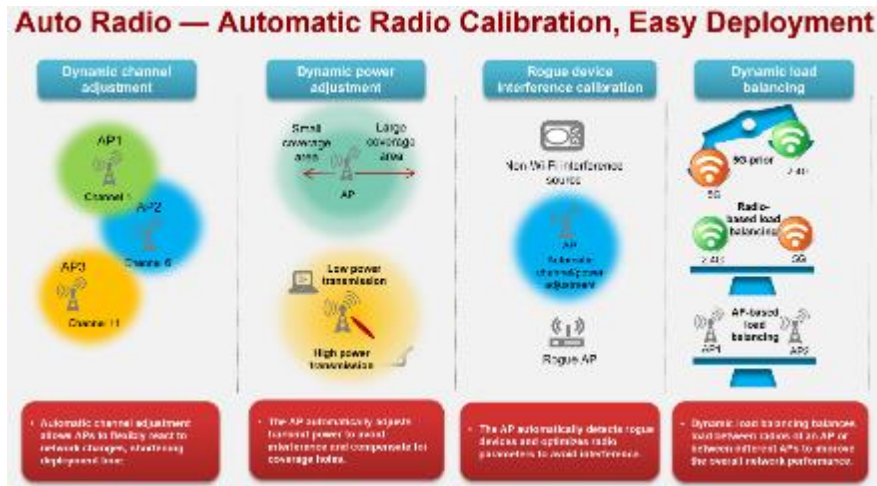 Auto Radio — Automatic Radio Calibration, Easy Deployment
Dynamic channel
adjustment
Dynamic power
adjustment
Rogue device
interference calibration
Dynamic load
balancing
AP1
Channel 1
AP2
Channel 6
AP3
Channel 11
Small
coverage
area
Large
coverage
area
AP
Low power
transmission
High power
transmission
Non-Wi-Fi interference
source
AP
Automatic
channel/power
adjustment
Rogue AP
5G-prior
5G
2.4G
Radio-
based load
balancing
2.4G
5G
AP-based
load
balancing
AP1
AP2
• Automatic channel adjustment
allows APs to flexibly react to
network changes, shortening
deployment time.
• The AP automatically adjusts
transmit power to avoid
interference and compensate for
coverage holes.
• The AP automatically detects rogue
devices and optimizes radio
parameters to avoid interference.
• Dynamic load balancing balances
load between radios of an AP or
between different APs to improve
the overall network performance.